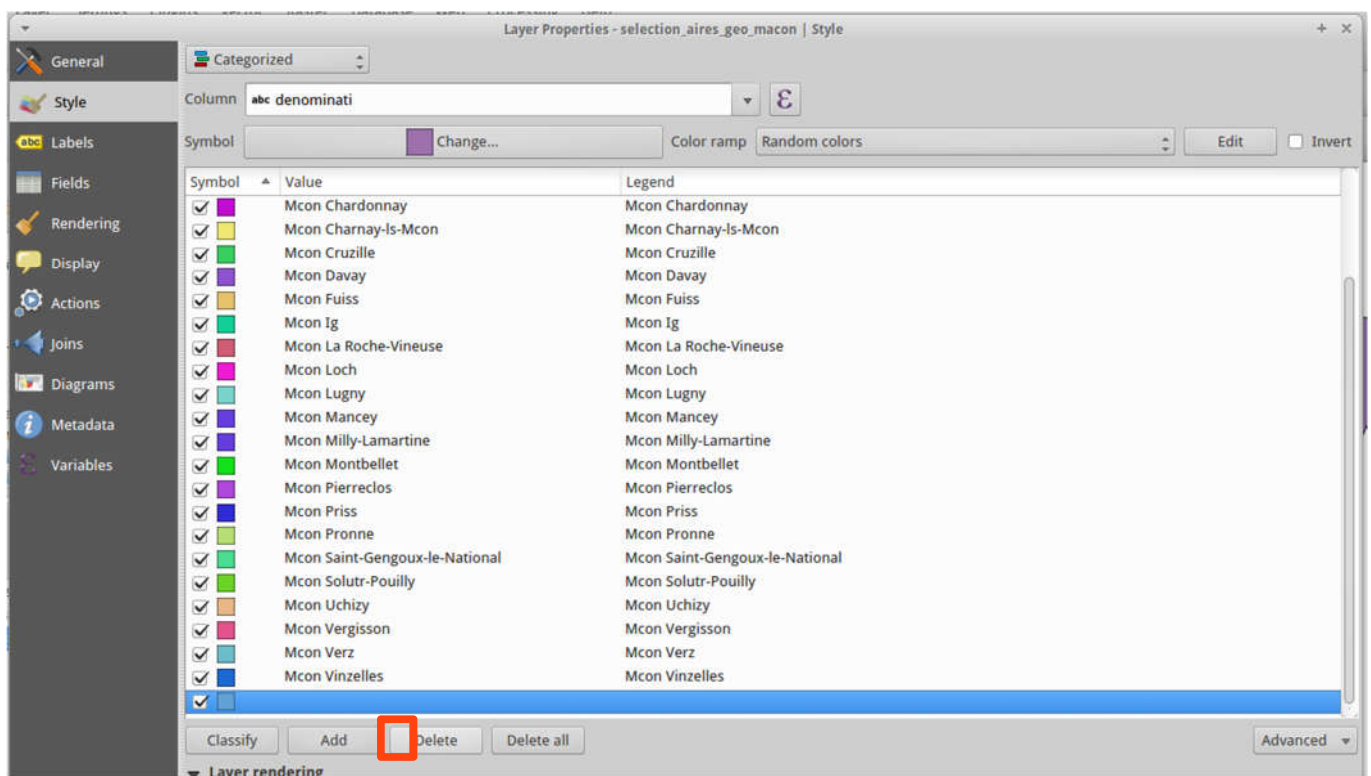 Layer Properties - selection_aires_geo_macon | Style
General
Style
Labels
Fields
Rendering
Display
Actions
Joins
Diagrams
Metadata
Variables
Categorized
Column abc denominati ε
Symbol Change... Color ramp Random colors Edit Invert
Symbol Value Legend
Mcon Chardonnay Mcon Chardonnay
Mcon Charnay-ls-Mcon Mcon Charnay-ls-Mcon
Mcon Cruzille Mcon Cruzille
Mcon Davay Mcon Davay
Mcon Fuiss Mcon Fuiss
Mcon Ig Mcon Ig
Mcon La Roche-Vineuse Mcon La Roche-Vineuse
Mcon Loch Mcon Loch
Mcon Lugny Mcon Lugny
Mcon Mancey Mcon Mancey
Mcon Milly-Lamartine Mcon Milly-Lamartine
Mcon Montbellet Mcon Montbellet
Mcon Pierreclos Mcon Pierreclos
Mcon Priss Mcon Priss
Mcon Pronne Mcon Pronne
Mcon Saint-Gengoux-le-National Mcon Saint-Gengoux-le-National
Mcon Solutr-Pouilly Mcon Solutr-Pouilly
Mcon Uchizy Mcon Uchizy
Mcon Vergisson Mcon Vergisson
Mcon Verz Mcon Verz
Mcon Vinzelles Mcon Vinzelles
Classify Add Delete Delete all Advanced
Layer rendering